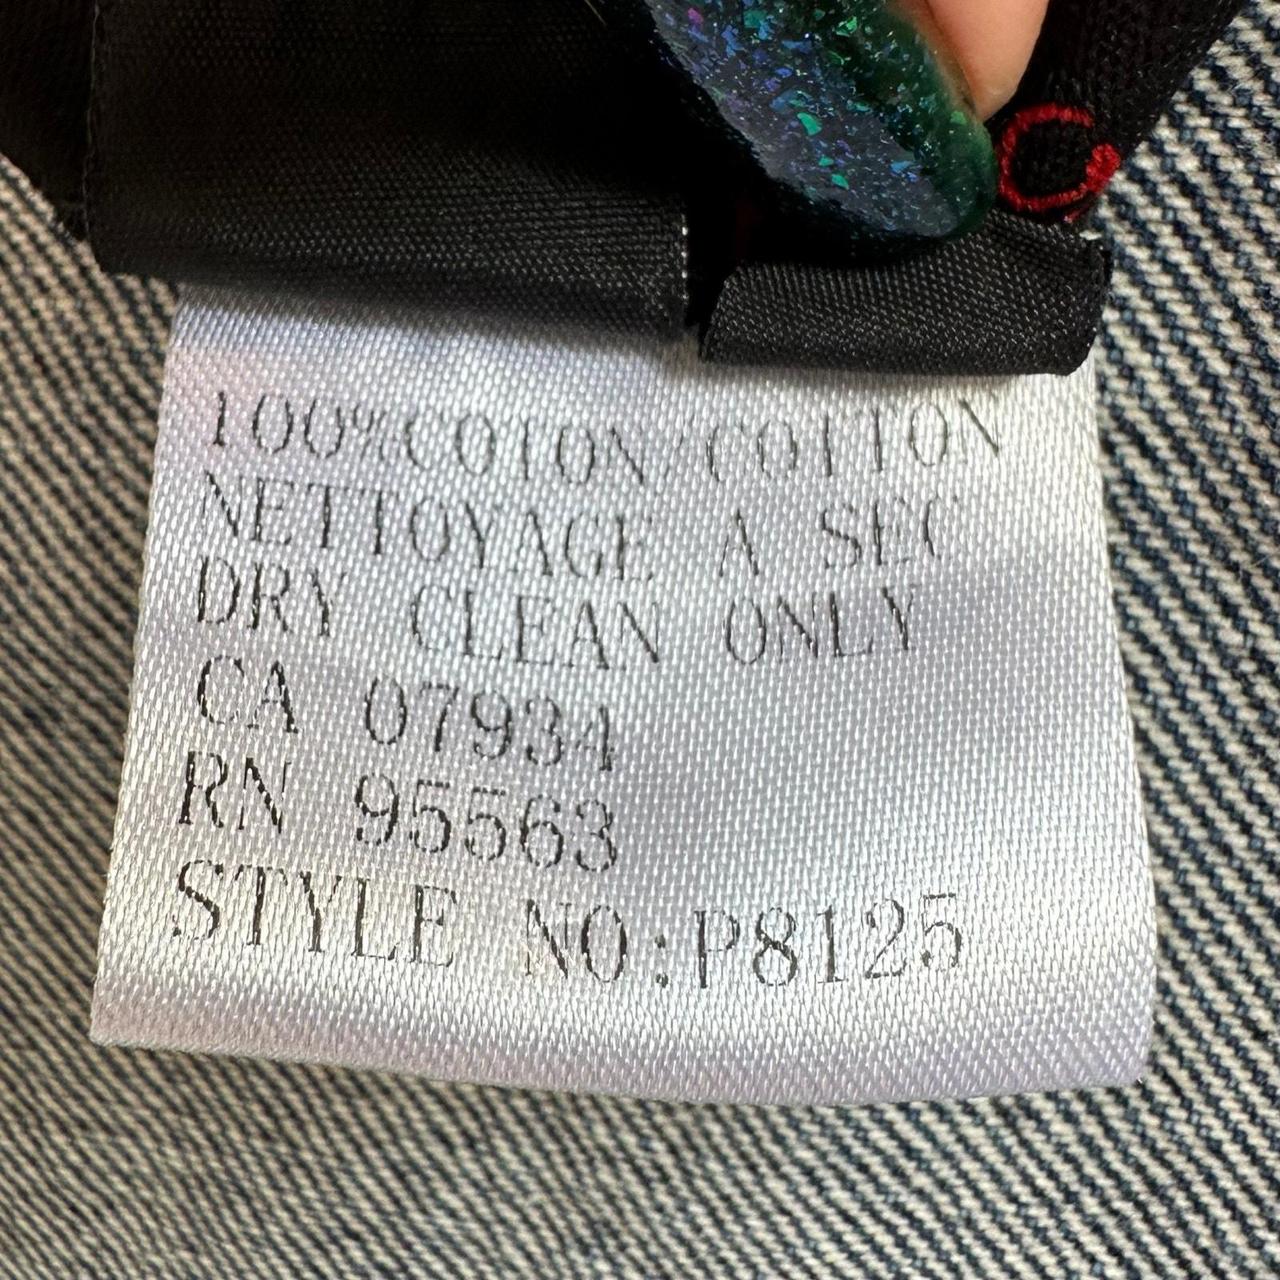 100%COTON/COTTON
NETTOYAGE A SEC
DRY CLEAN ONLY
CA 07934
RN 95563
STYLE NO:P8125